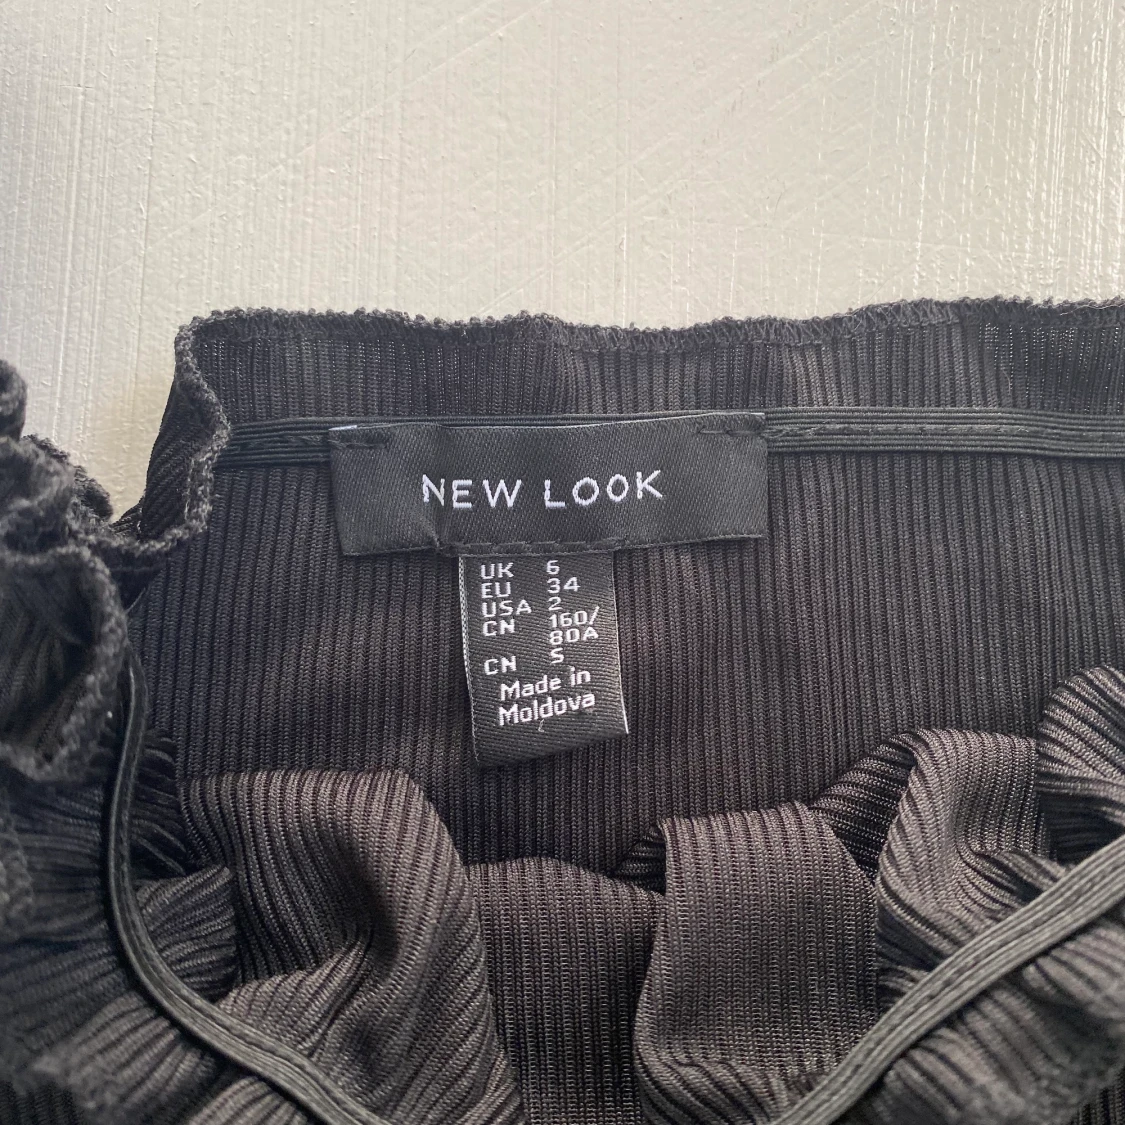 NEW LOOK
UK 6
EU 34
USA 2
CN 160/
80A
CN S
Made in
Moldova